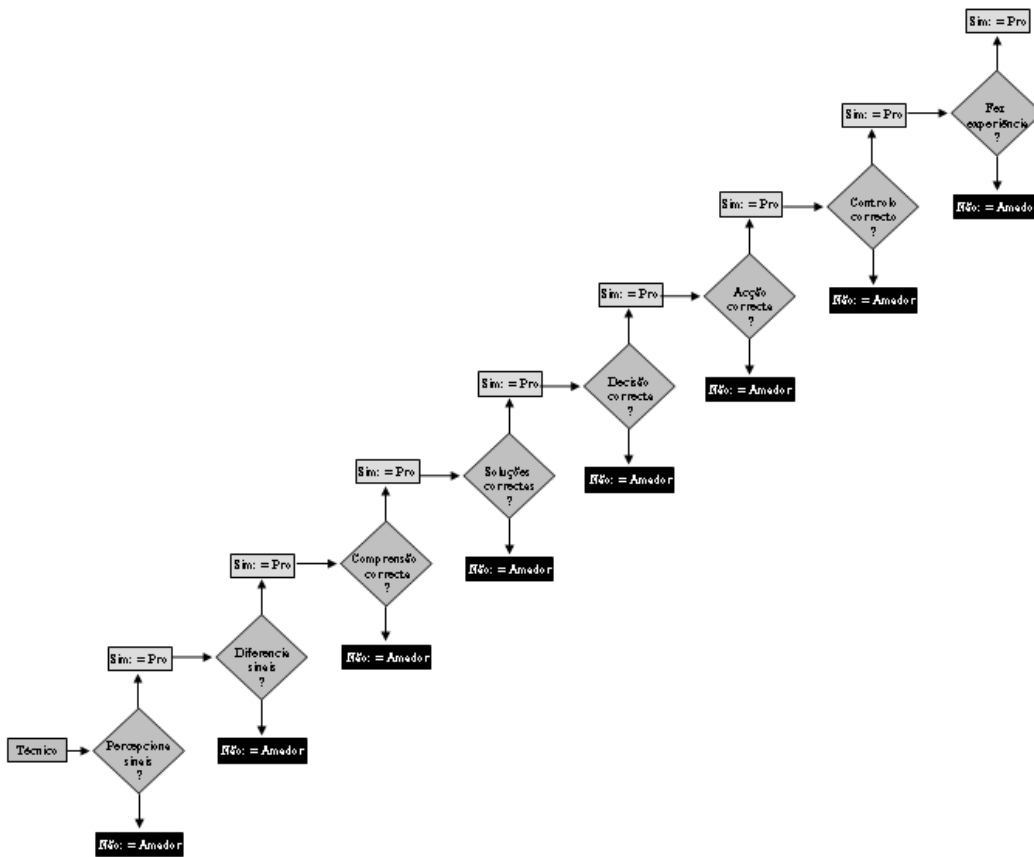 Sim: = Pro
Fez
experiência
?
Não: = Amador
Sim: = Pro
Controlo
correcto
?
Não: = Amador
Sim: = Pro
Acção
correcta
?
Não: = Amador
Sim: = Pro
Decisão
correcta
?
Não: = Amador
Sim: = Pro
Soluções
correctas
?
Não: = Amador
Sim: = Pro
Comprensão
correcta
?
Não: = Amador
Sim: = Pro
Diferencia
sinais
?
Não: = Amador
Sim: = Pro
Técnico
Percepciona
sinais
?
Não: = Amador